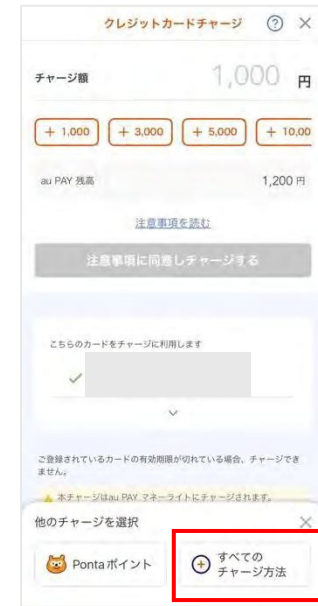 クレジットカードチャージ ? ×
チャージ額 1,000 円
+ 1,000 + 3,000 + 5,000 + 10,00
au PAY 残高 1,200 円
注意事項を読む
注意事項に同意しチャージする
こちらのカードをチャージに利用します
ご登録されているカードの有効期限が切れている場合、チャージでき
ません。
本チャージはau PAY マネーライトにチャージされます。
他のチャージを選択 ×
Pontaポイント
すべての
チャージ方法